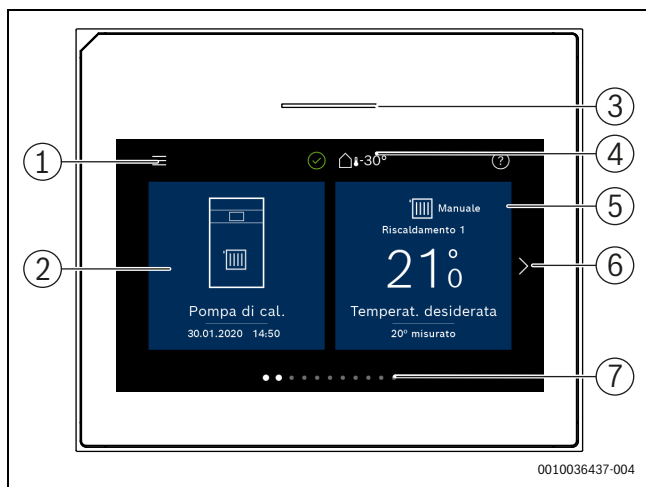 3
1
-30°
?
4
Manuale
5
Riscaldamento 1
21°0
6
2
Pompa di cal.
Temperat. desiderata
30.01.2020 14:50
20° misurato
7
0010036437-004